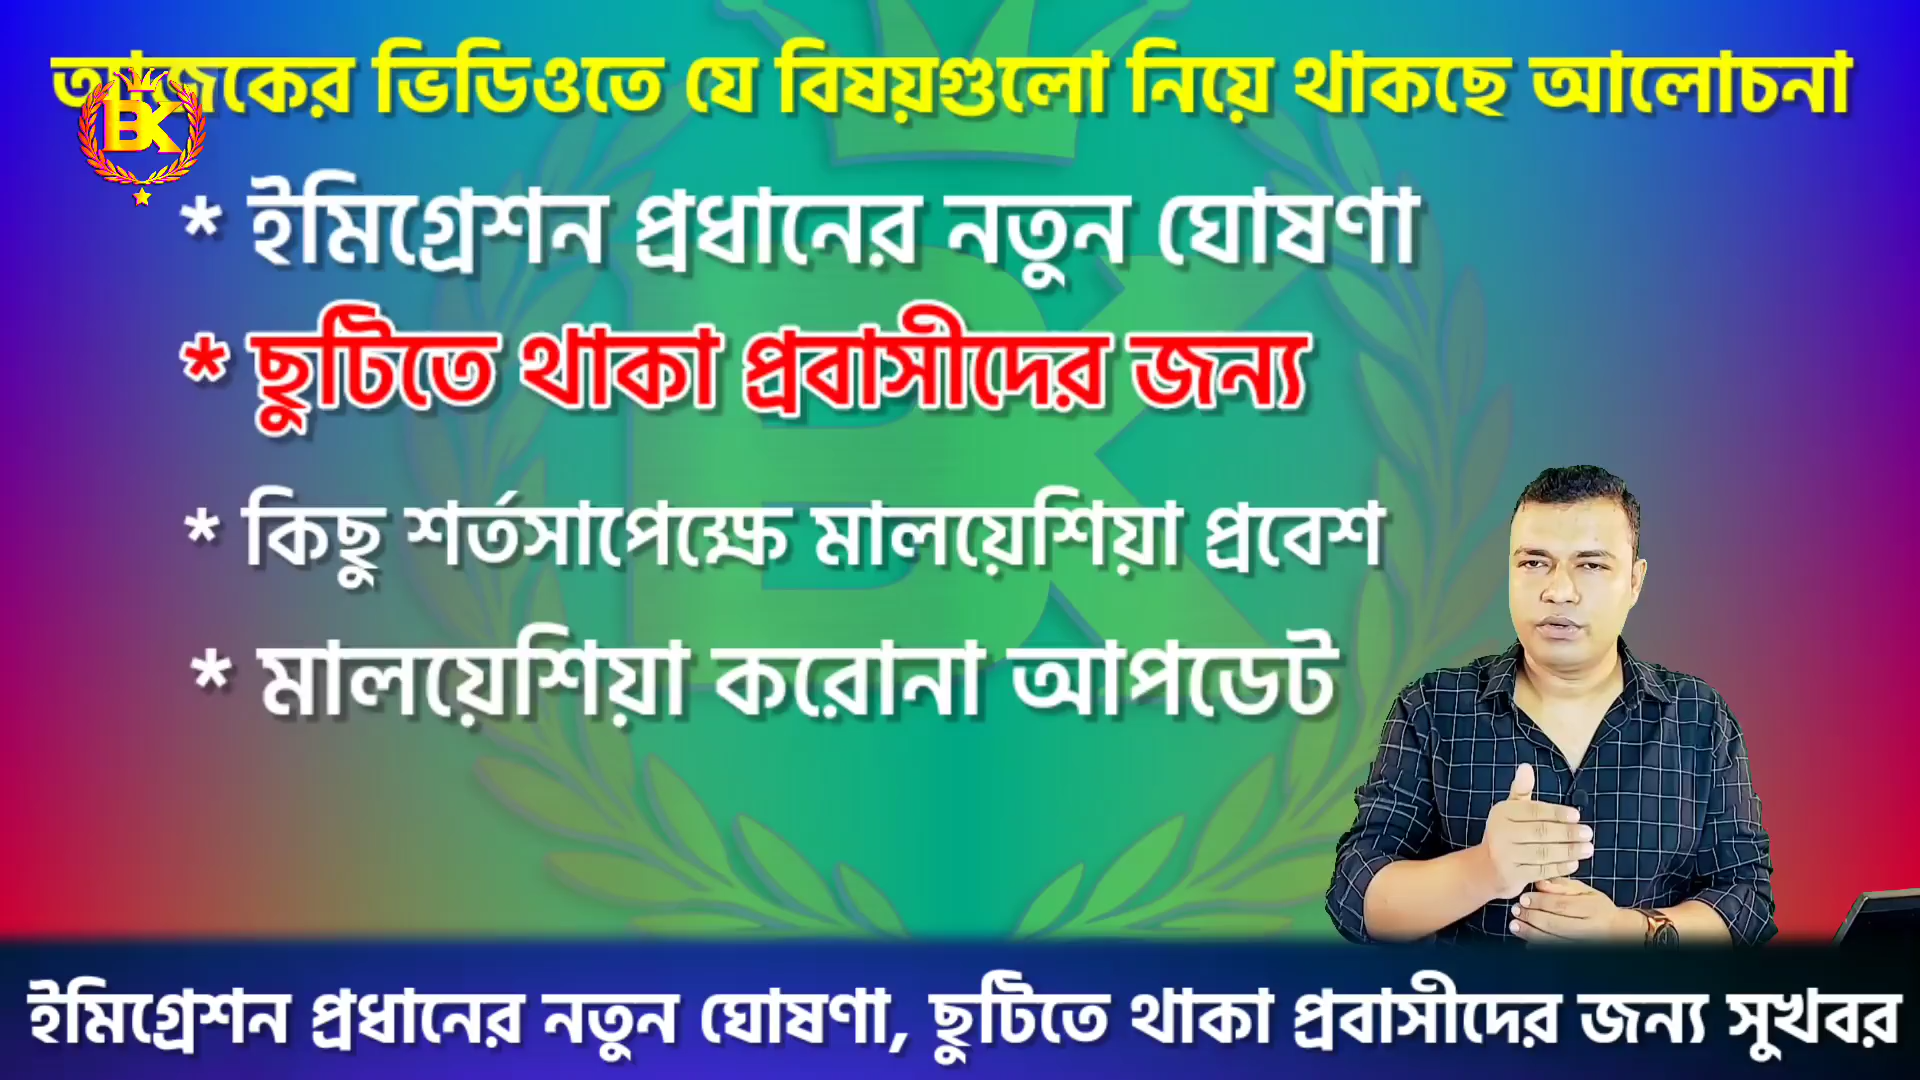 আজকের ভিডিওতে যে বিষয়গুলো নিয়ে থাকছে আলোচনা
BK
* ইমিগ্রেশন প্রধানের নতুন ঘোষণা
* ছুটিতে থাকা প্রবাসীদের জন্য
* কিছু শর্তসাপেক্ষে মালয়েশিয়া প্রবেশ
* মালয়েশিয়া করোনা আপডেট
ইমিগ্রেশন প্রধানের নতুন ঘোষণা, ছুটিতে থাকা প্রবাসীদের জন্য সুখবর